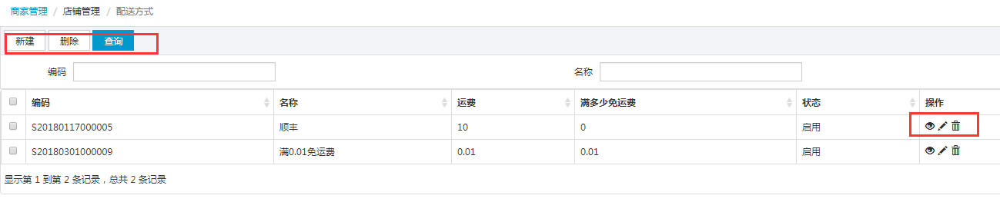 商家管理 / 店铺管理 / 配送方式
新建 删除 查询
编码 名称
编码 名称 运费 满多少免运费 状态 操作
S20180117000005 顺丰 10 0 启用
S20180301000009 满0.01免运费 0.01 0.01 启用
显示第 1 到第 2 条记录，总共 2 条记录